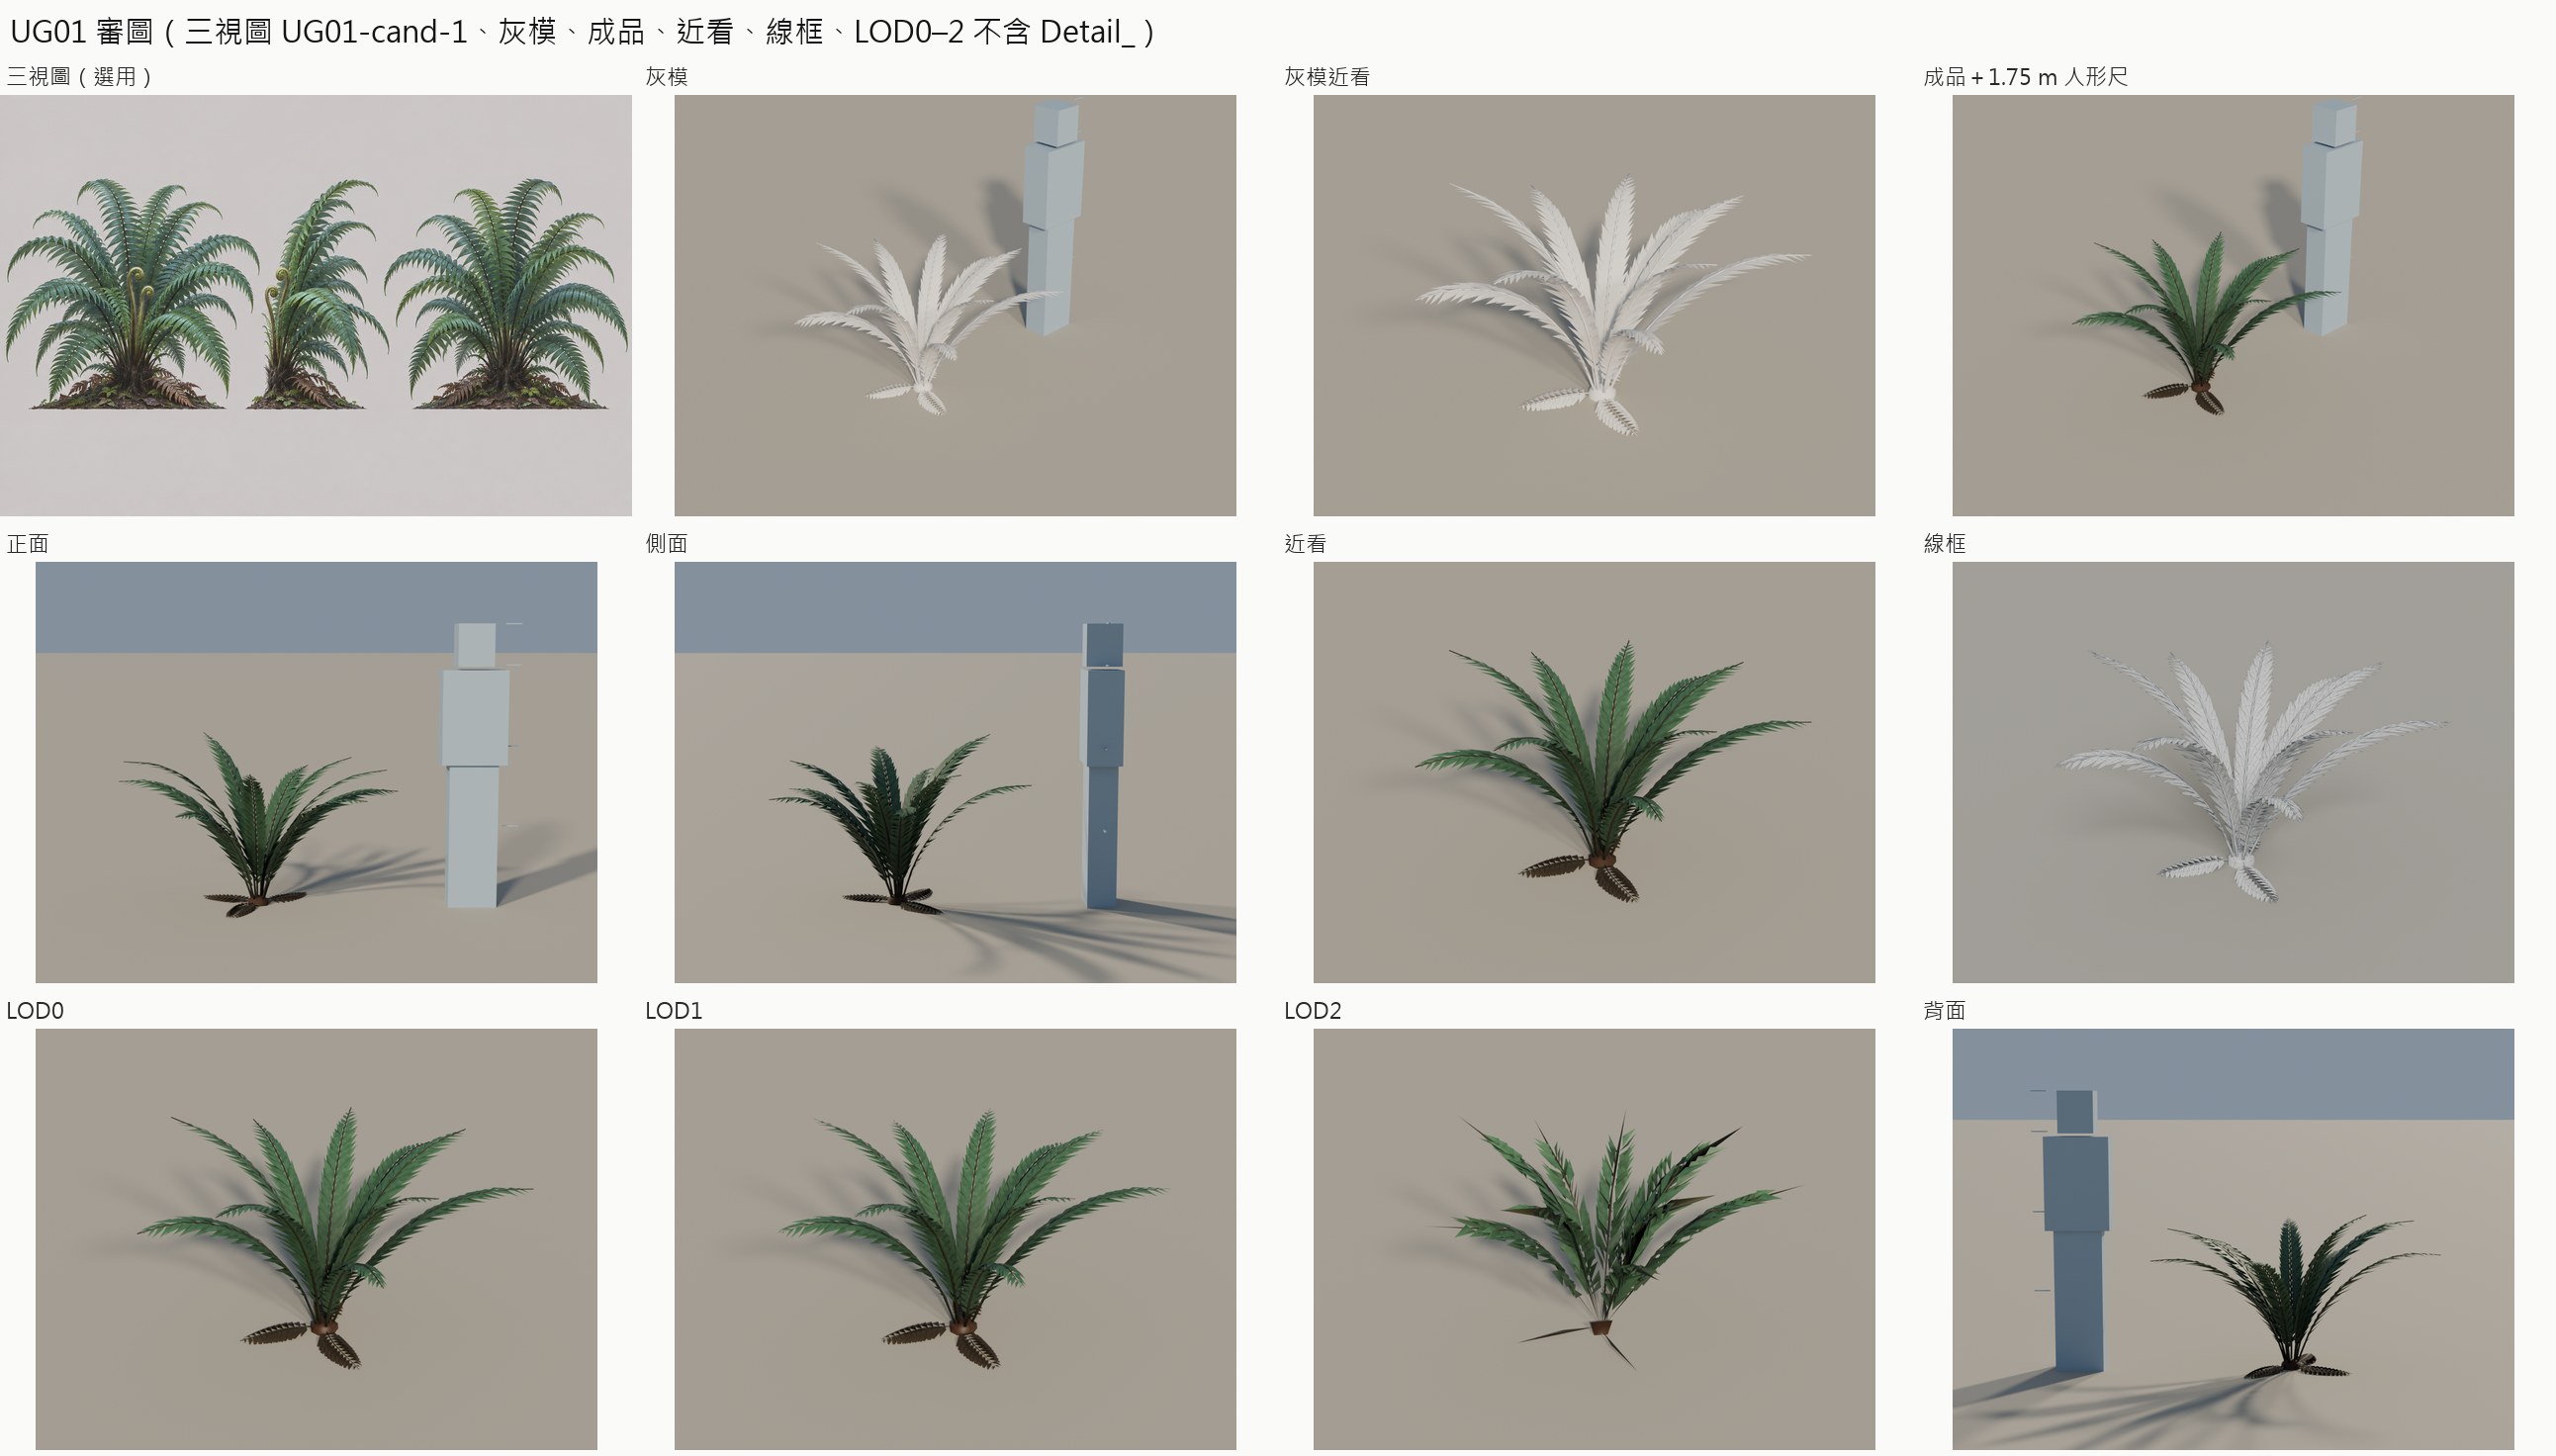 UG01 審圖（三視圖 UG01-cand-1、灰模、成品、近看、線框、LOD0–2 不含 Detail_）
三視圖（選用）
灰模
灰模近看
成品 + 1.75 m 人形尺
正面
側面
近看
線框
LOD0
LOD1
LOD2
背面